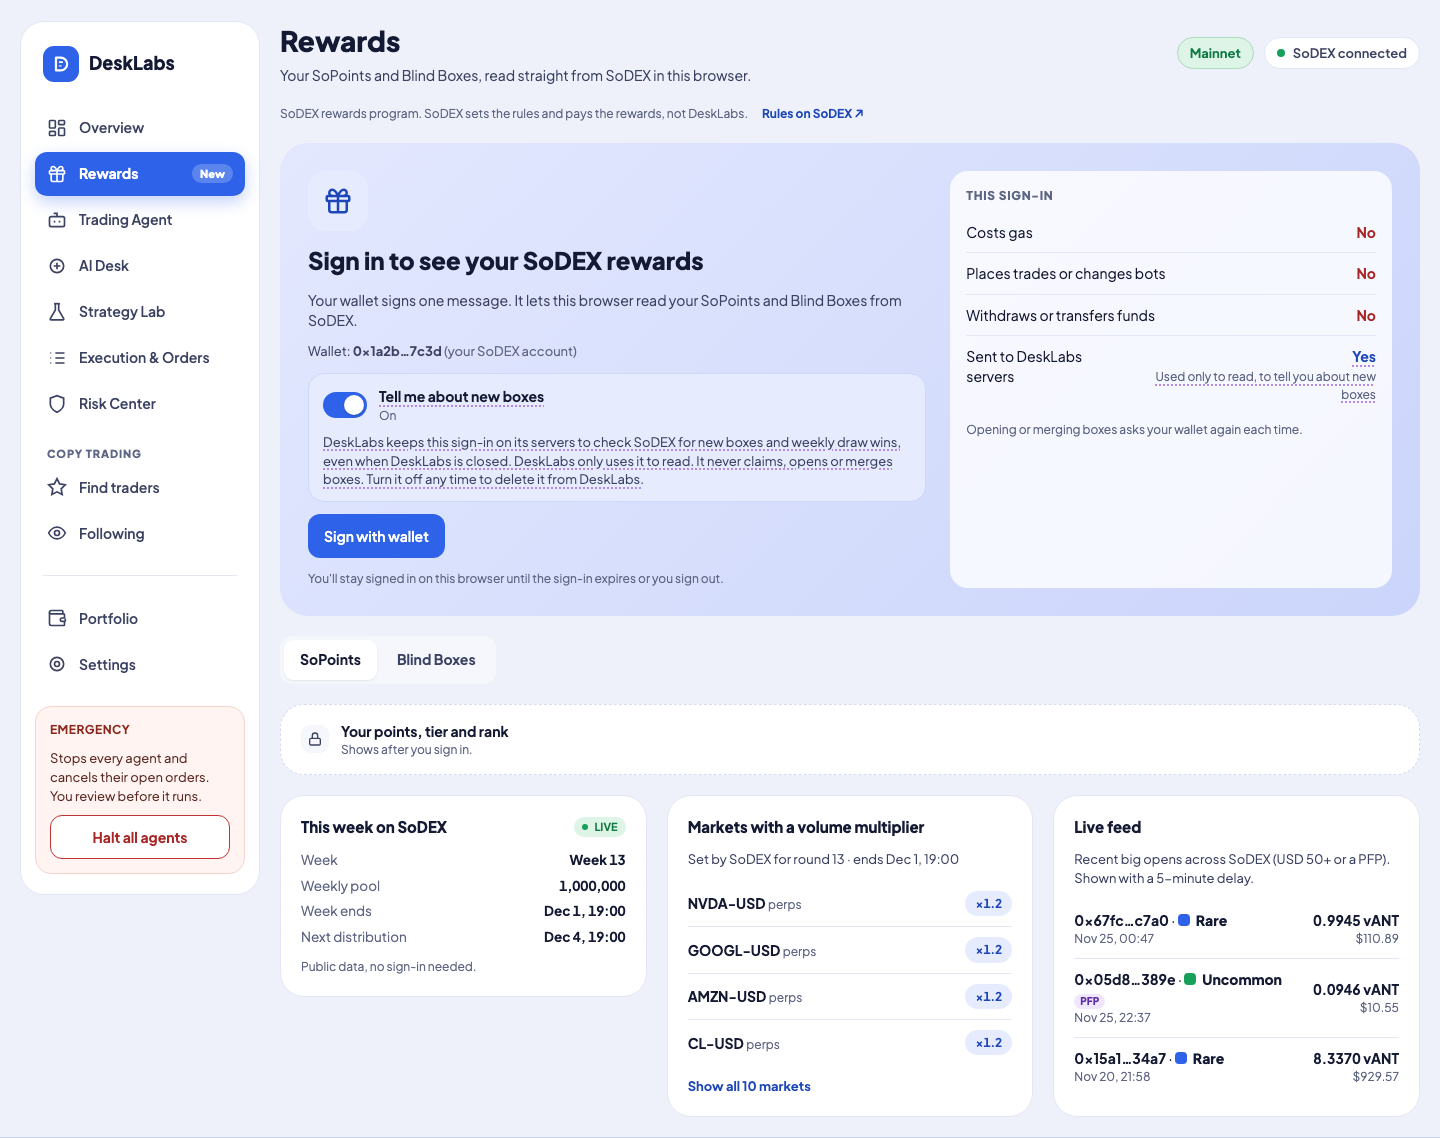 DeskLabs
Overview
Rewards New
Trading Agent
AI Desk
Strategy Lab
Execution & Orders
Risk Center
COPY TRADING
Find traders
Following
Portfolio
Settings
EMERGENCY
Stops every agent and
cancels their open orders.
You review before it runs.
Halt all agents
Rewards
Your SoPoints and Blind Boxes, read straight from SoDEX in this browser.
Mainnet
SoDEX connected
SoDEX rewards program. SoDEX sets the rules and pays the rewards, not DeskLabs. Rules on SoDEX ↗
Sign in to see your SoDEX rewards
Your wallet signs one message. It lets this browser read your SoPoints and Blind Boxes from
SoDEX.
Wallet: 0×1a2b…7c3d (your SoDEX account)
Tell me about new boxes
On
DeskLabs keeps this sign-in on its servers to check SoDEX for new boxes and weekly draw wins,
even when DeskLabs is closed. DeskLabs only uses it to read. It never claims, opens or merges
boxes. Turn it off any time to delete it from DeskLabs.
Sign with wallet
You'll stay signed in on this browser until the sign-in expires or you sign out.
THIS SIGN-IN
Costs gas No
Places trades or changes bots No
Withdraws or transfers funds No
Sent to DeskLabs Yes
servers Used only to read, to tell you about new
boxes
Opening or merging boxes asks your wallet again each time.
SoPoints
Blind Boxes
Your points, tier and rank
Shows after you sign in.
This week on SoDEX LIVE
Week Week 13
Weekly pool 1,000,000
Week ends Dec 1, 19:00
Next distribution Dec 4, 19:00
Public data, no sign-in needed.
Markets with a volume multiplier
Set by SoDEX for round 13 · ends Dec 1, 19:00
NVDA-USD perps ×1.2
GOOGL-USD perps ×1.2
AMZN-USD perps ×1.2
CL-USD perps ×1.2
Show all 10 markets
Live feed
Recent big opens across SoDEX (USD 50+ or a PFP).
Shown with a 5-minute delay.
0×67fc…c7a0 · Rare 0.9945 vANT
Nov 25, 00:47 $110.89
0×05d8…389e · Uncommon 0.0946 vANT
PFP $10.55
Nov 25, 22:37
0×15a1…34a7 · Rare 8.3370 vANT
Nov 20, 21:58 $929.57